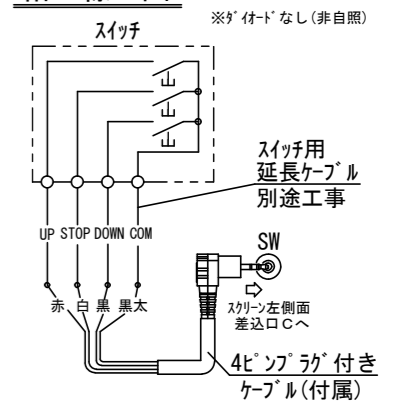 ※ダイオードなし(非自照)
スイッチ
スイッチ用
延長ケーブル
別途工事
UP STOP DOWN COM
SW
赤 白 黒 黒太
スクリーン左側面
差込口Cへ
4ピンプラグ付き
ケーブル(付属)